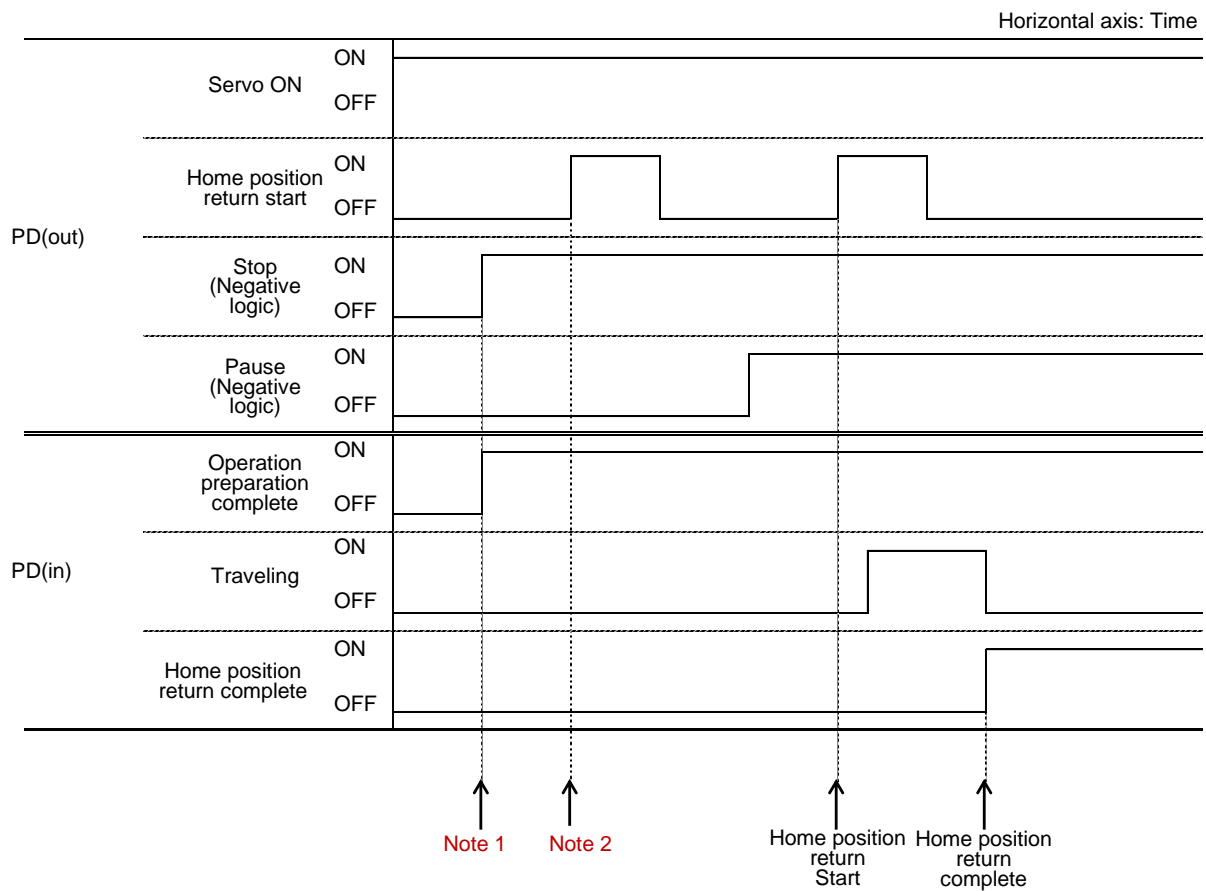 Horizontal axis: Time
PD(out)
Servo ON
ON
OFF
Home position
return start
ON
OFF
Stop
(Negative
logic)
ON
OFF
Pause
(Negative
logic)
ON
OFF
PD(in)
Operation
preparation
complete
ON
OFF
Traveling
ON
OFF
Home position
return complete
ON
OFF
Note 1
Note 2
Home position
return
Start
Home position
return
complete